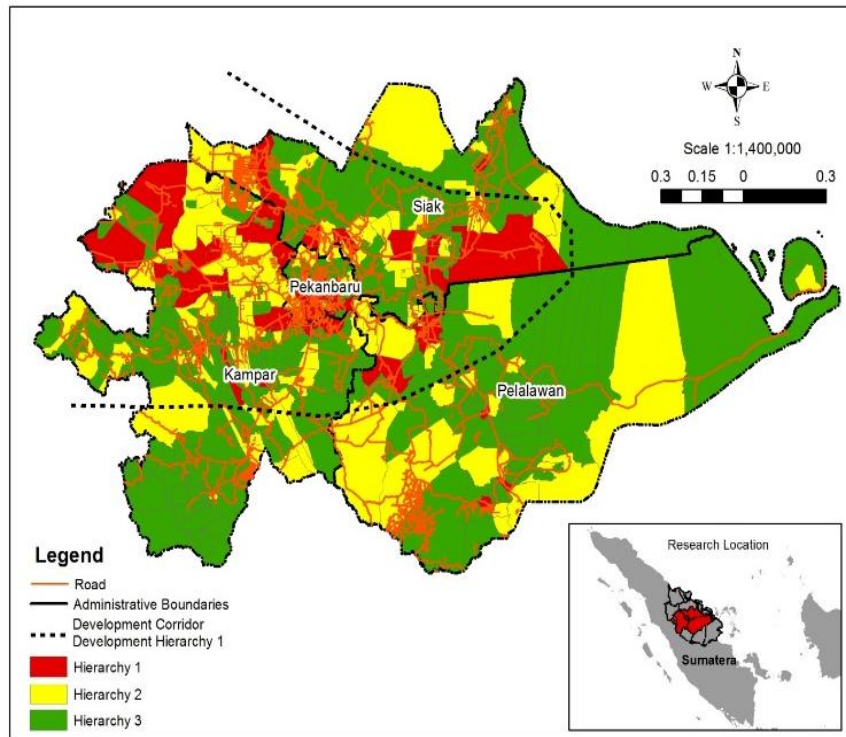 N
W E
S
Scale 1:1,400,000
0.3 0.15 0 0.3
Siak
Pekanbaru
Kampar
Pelalawan
Legend
Road
Administrative Boundaries
Development Corridor
Development Hierarchy 1
Hierarchy 1
Hierarchy 2
Hierarchy 3
Research Location
Sumatera